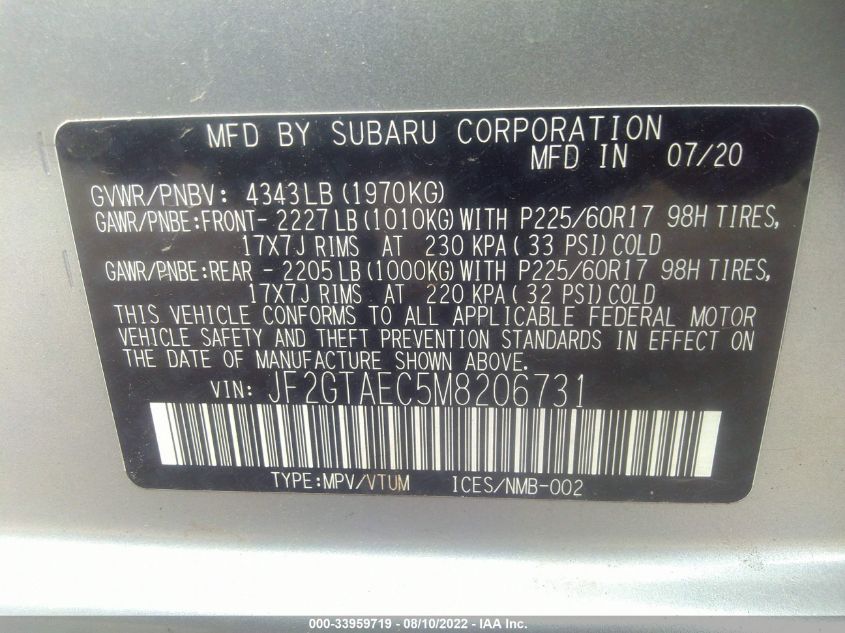 MFD BY SUBARU CORPORATION
MFD IN 07/20
GVWR/PNBV: 4343LB(1970KG)
GAWR/PNBE:FRONT- 2227LB(1010KG)WITH P225/60R17 98H TIRES,
17X7J RIMS AT 230 KPA( 33 PSI)COLD
GAWR/PNBE:REAR - 2205LB(1000KG)WITH P225/60R17 98H TIRES,
17X7J RIMS AT 220 KPA( 32 PSI)COLD
THIS VEHICLE CONFORMS TO ALL APPLICABLE FEDERAL MOTOR
VEHICLE SAFETY AND THEFT PREVENTION STANDARDS IN EFFECT ON
THE DATE OF MANUFACTURE SHOWN ABOVE.
VIN: JF2GTAEC5M8206731
TYPE:MPV/VTUM ICES/NMB-002
000-33959719 - 08/10/2022 - IAA Inc.